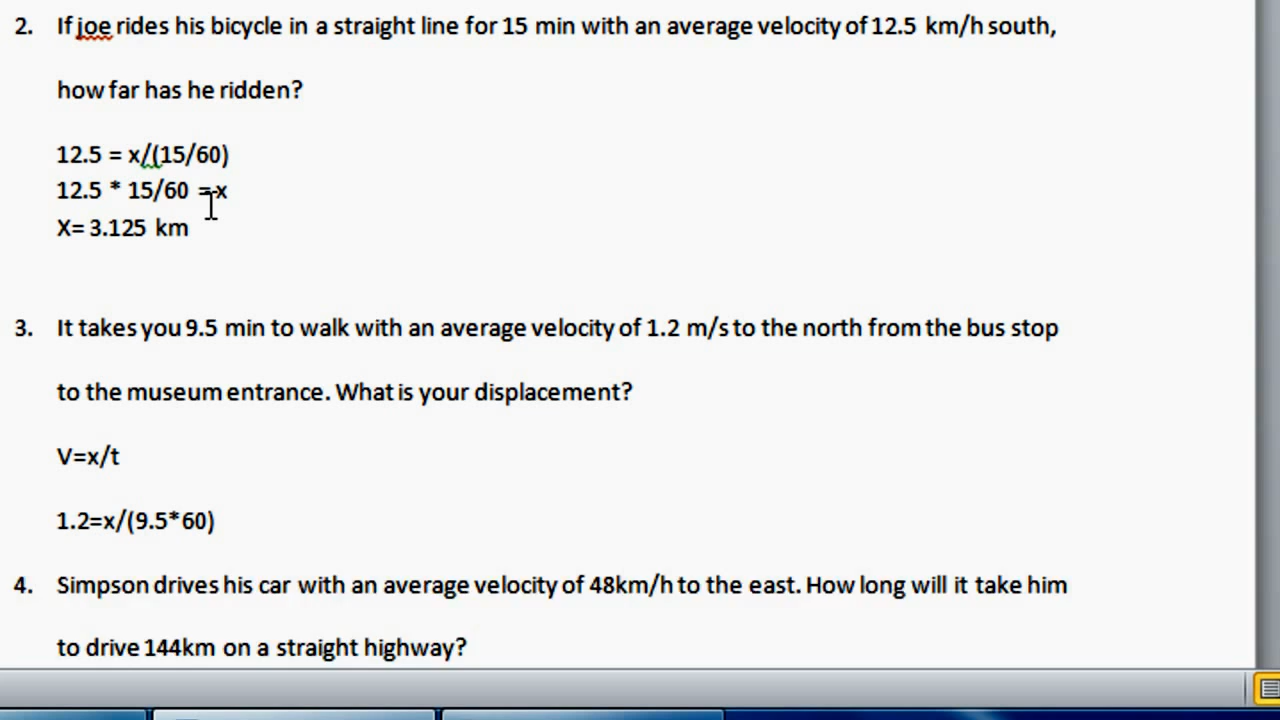 2. If joe rides his bicycle in a straight line for 15 min with an average velocity of 12.5 km/h south,
how far has he ridden?
12.5 = x/(15/60)
12.5 * 15/60 =x
X= 3.125 km
3. It takes you 9.5 min to walk with an average velocity of 1.2 m/s to the north from the bus stop
to the museum entrance. What is your displacement?
V=x/t
1.2=x/(9.5*60)
4. Simpson drives his car with an average velocity of 48km/h to the east. How long will it take him
to drive 144km on a straight highway?